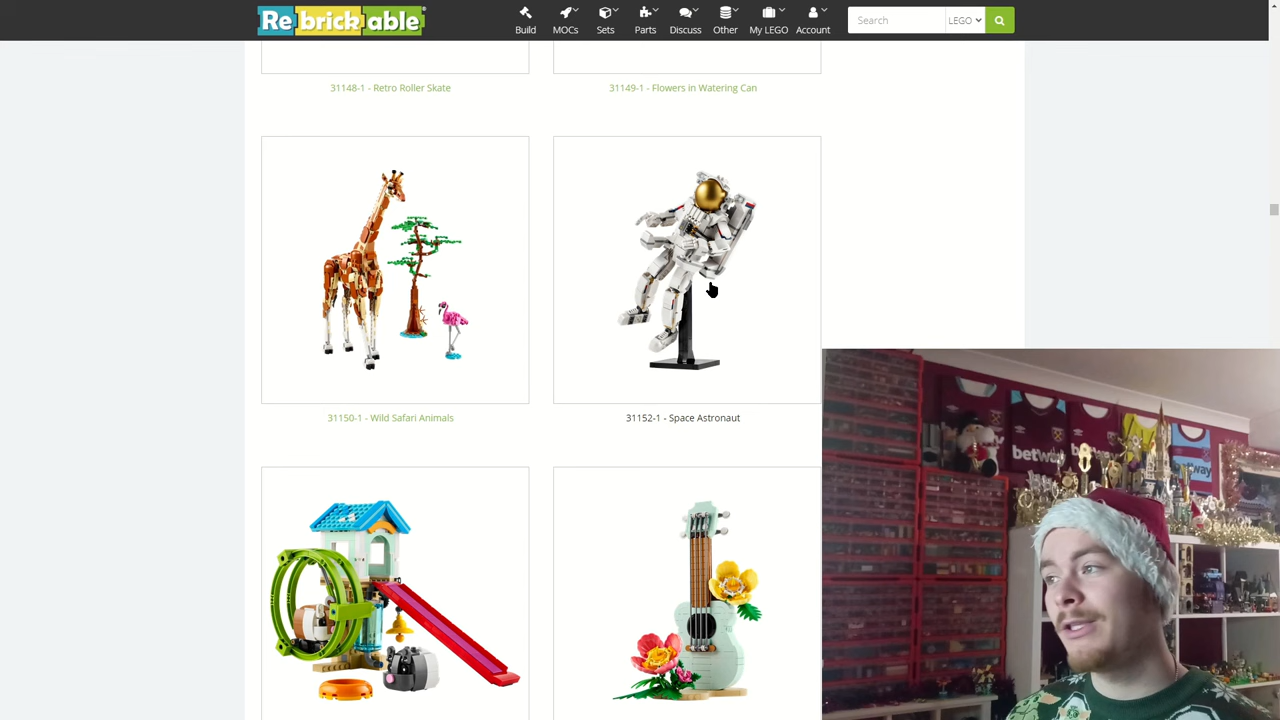 Rebrickable
Build
MOCs
Sets
Parts
Discuss
Other
My LEGO
Account
Search
LEGO
31148-1 - Retro Roller Skate
31149-1 - Flowers in Watering Can
31150-1 - Wild Safari Animals
31152-1 - Space Astronaut
betway
betway